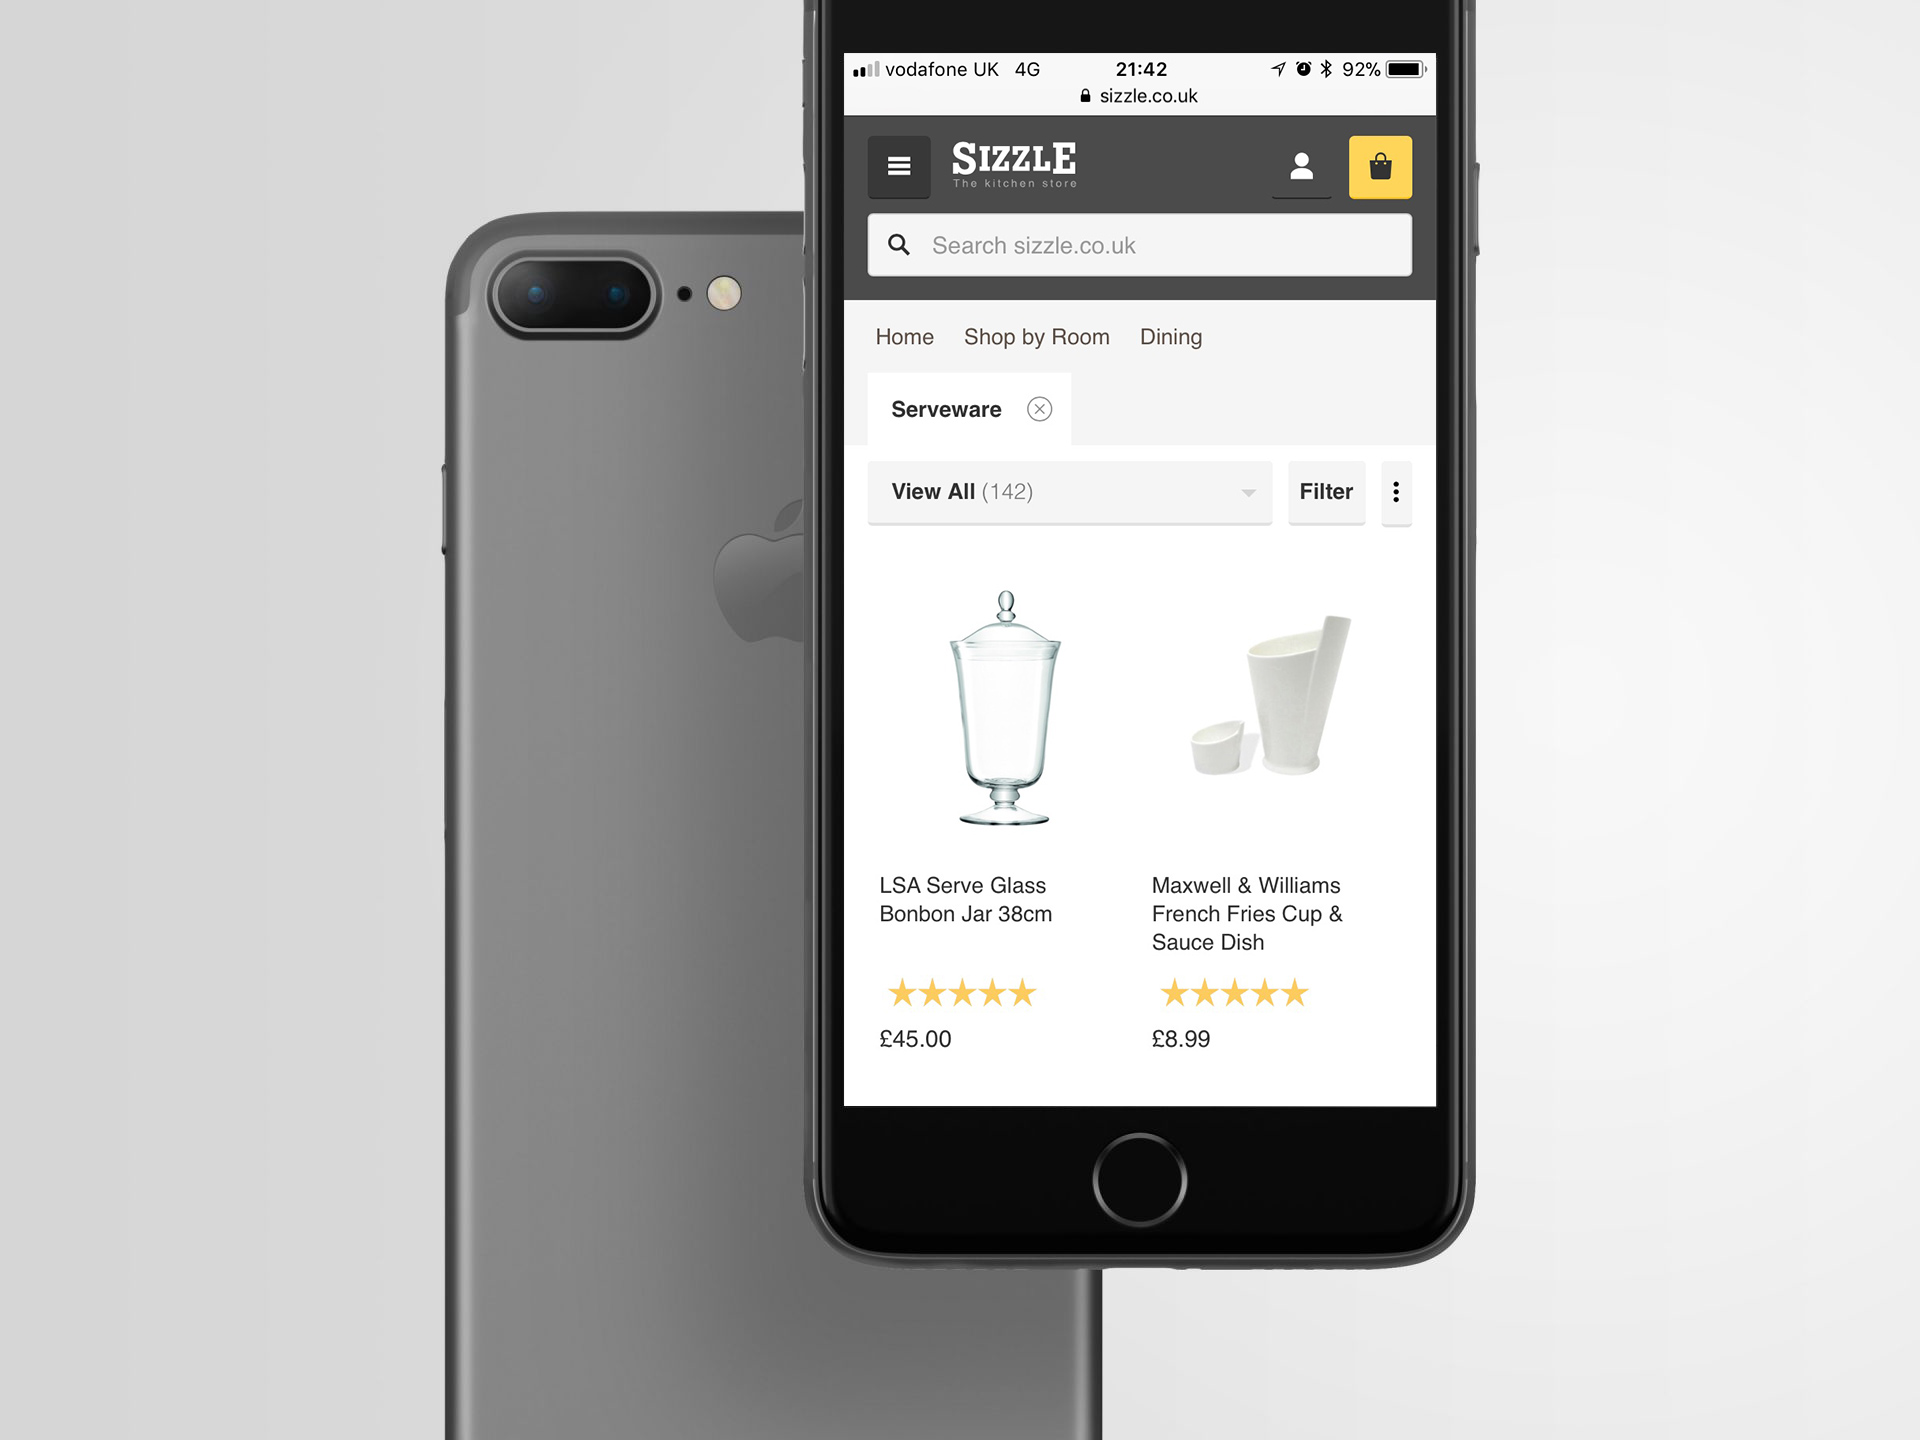 vodafone UK 4G 21:42 92%
sizzle.co.uk
SIZZLE
The kitchen store
Search sizzle.co.uk
Home Shop by Room Dining
Serveware
View All (142) Filter
LSA Serve Glass
Bonbon Jar 38cm
Maxwell & Williams
French Fries Cup &
Sauce Dish
£45.00
£8.99